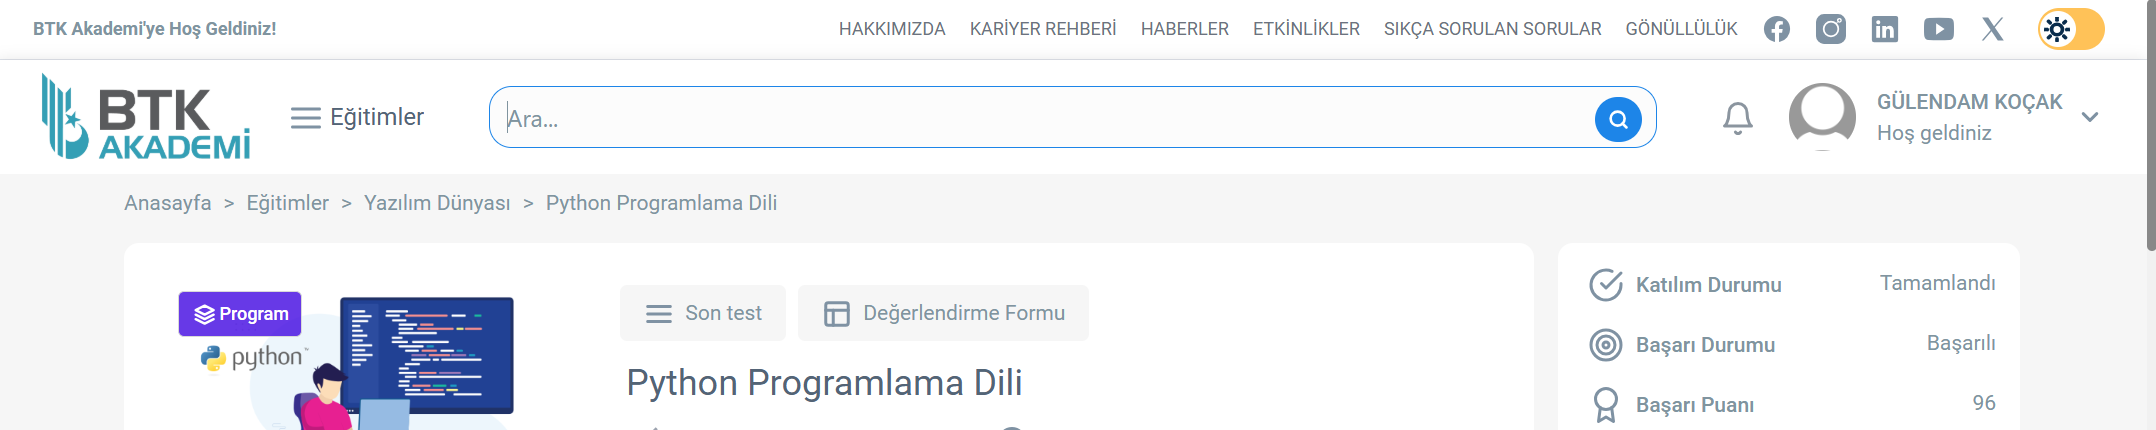 BTK Akademi'ye Hoş Geldiniz!
HAKKIMIZDA KARİYER REHBERİ HABERLER ETKİNLİKLER SIKÇA SORULAN SORULAR GÖNÜLLÜLÜK
BTK
AKADEMİ
Eğitimler
Ara...
GÜLENDAM KOÇAK
Hoş geldiniz
Anasayfa > Eğitimler > Yazılım Dünyası > Python Programlama Dili
Program
python™
Son test
Değerlendirme Formu
Python Programlama Dili
Katılım Durumu Tamamlandı
Başarı Durumu Başarılı
Başarı Puanı 96